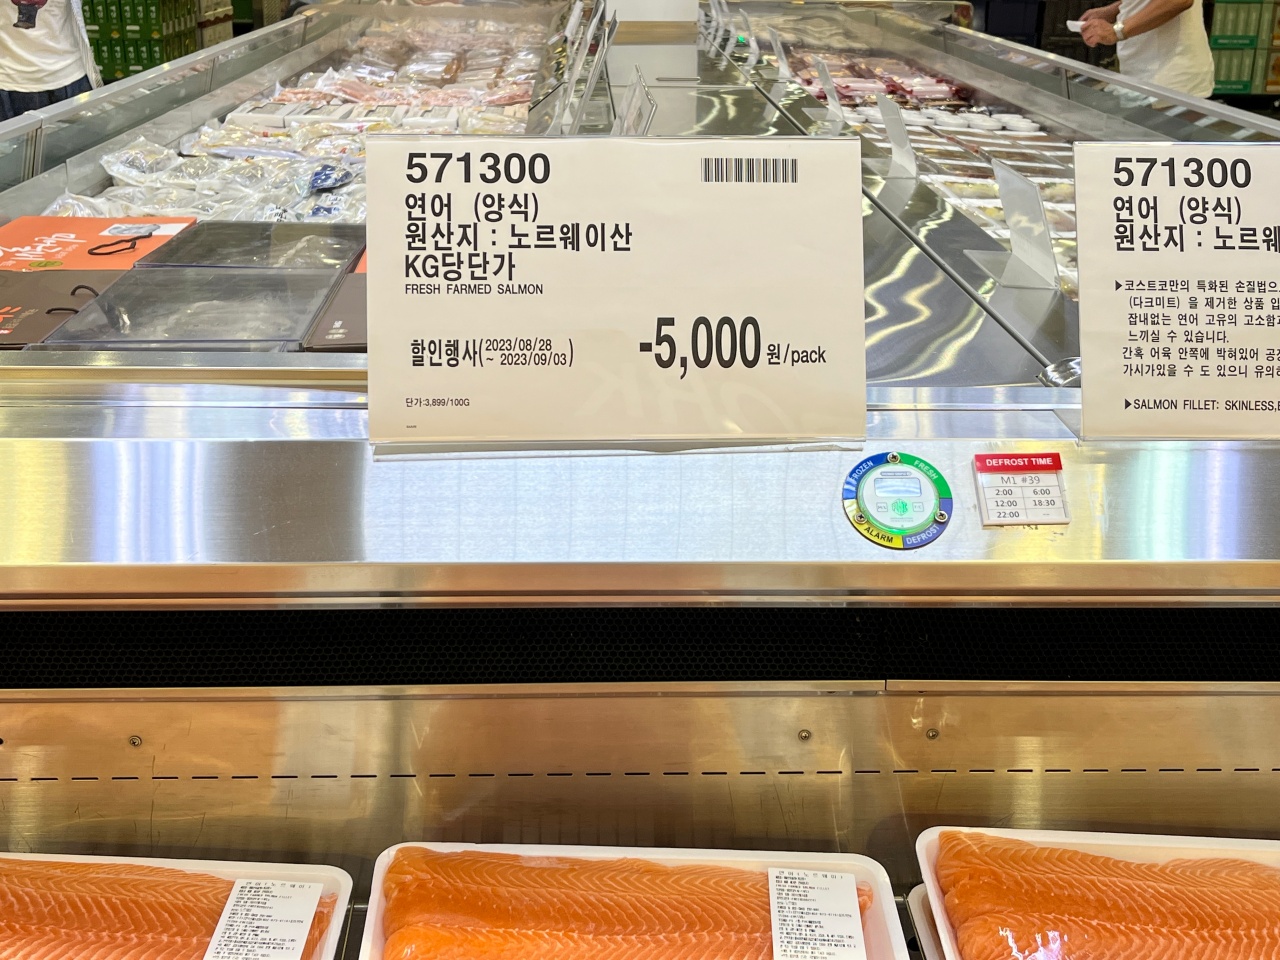 571300
연어 (양식)
원산지 : 노르웨이산
KG당단가
FRESH FARMED SALMON
할인행사(2023/08/28
~ 2023/09/03)
-5,000원/pack
단가:3,899/100G
571300
연어 (양식)
원산지 : 노르웨
▶코스트코만의 특화된 손질법으
(다크미트) 을 제거한 상품 입
잡내없는 연어 고유의 고소함과
느끼실 수 있습니다.
간혹 어육 안쪽에 박혀있어 공정
가시가있을 수 도 있으니 유의하
▶SALMON FILLET: SKINLESS,B
FROZEN
FRESH
ALARM
DEFROST
DEFROST TIME
M1 #39
2:00 6:00
12:00 18:30
22:00 --